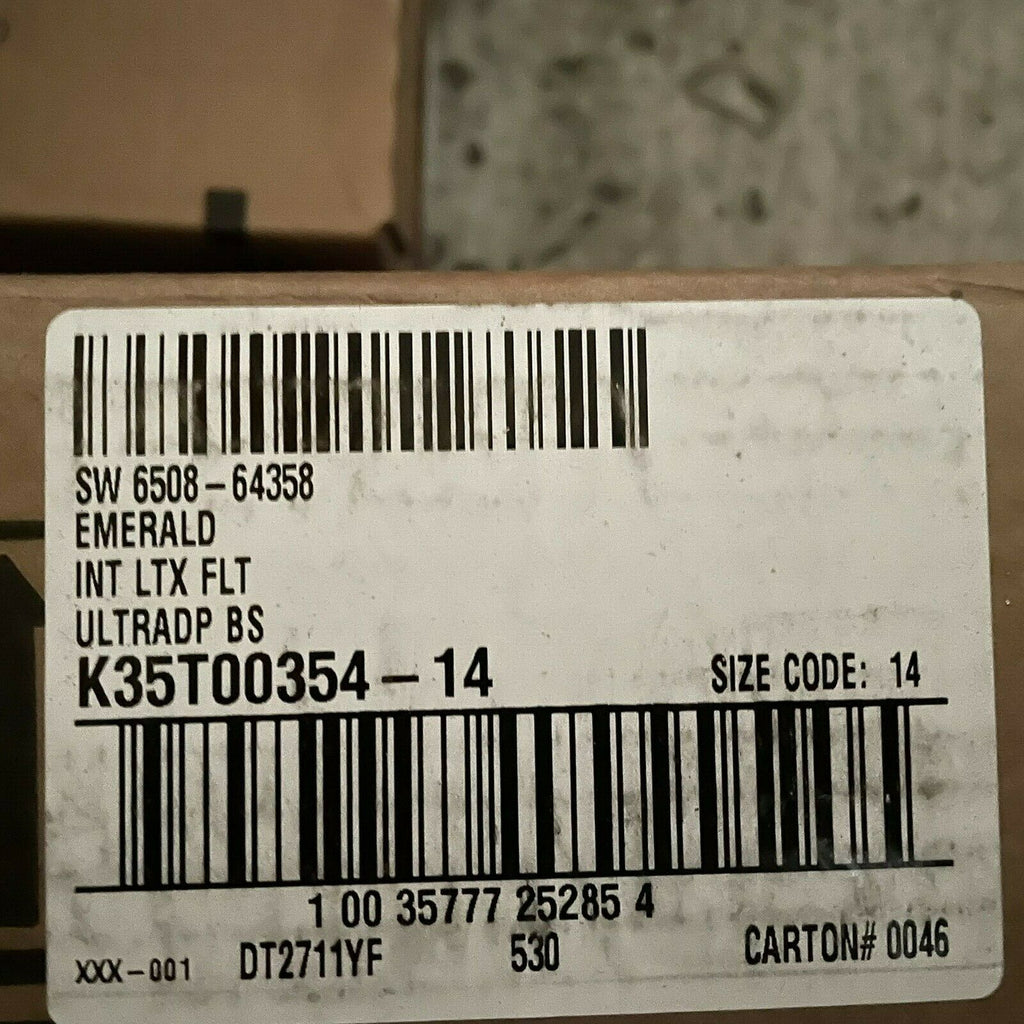 SW 6508-64358
EMERALD
INT LTX FLT
ULTRADP BS
K35T00354-14 SIZE CODE: 14
1 00 35777 25285 4
XXX-001 DT2711YF 530 CARTON# 0046